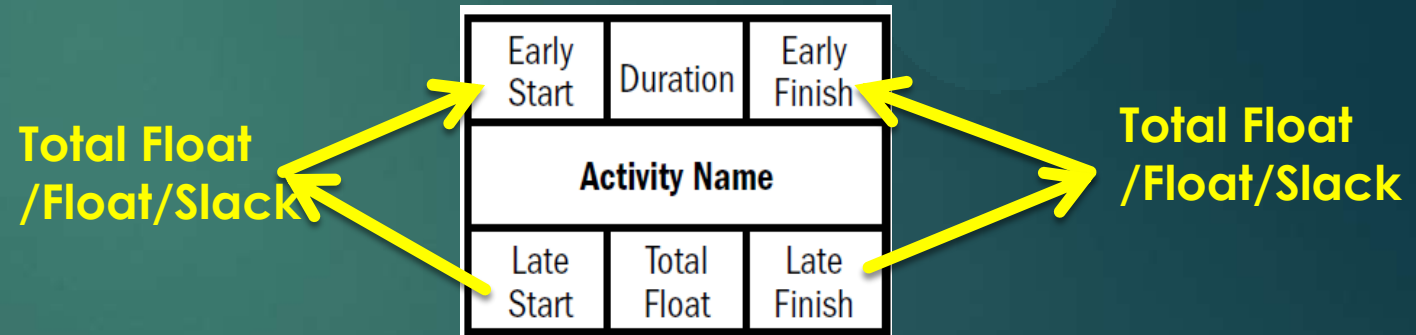 Total Float
/Float/Slack
Early
Start
Duration
Early
Finish
Activity Name
Late
Start
Total
Float
Late
Finish
Total Float
/Float/Slack